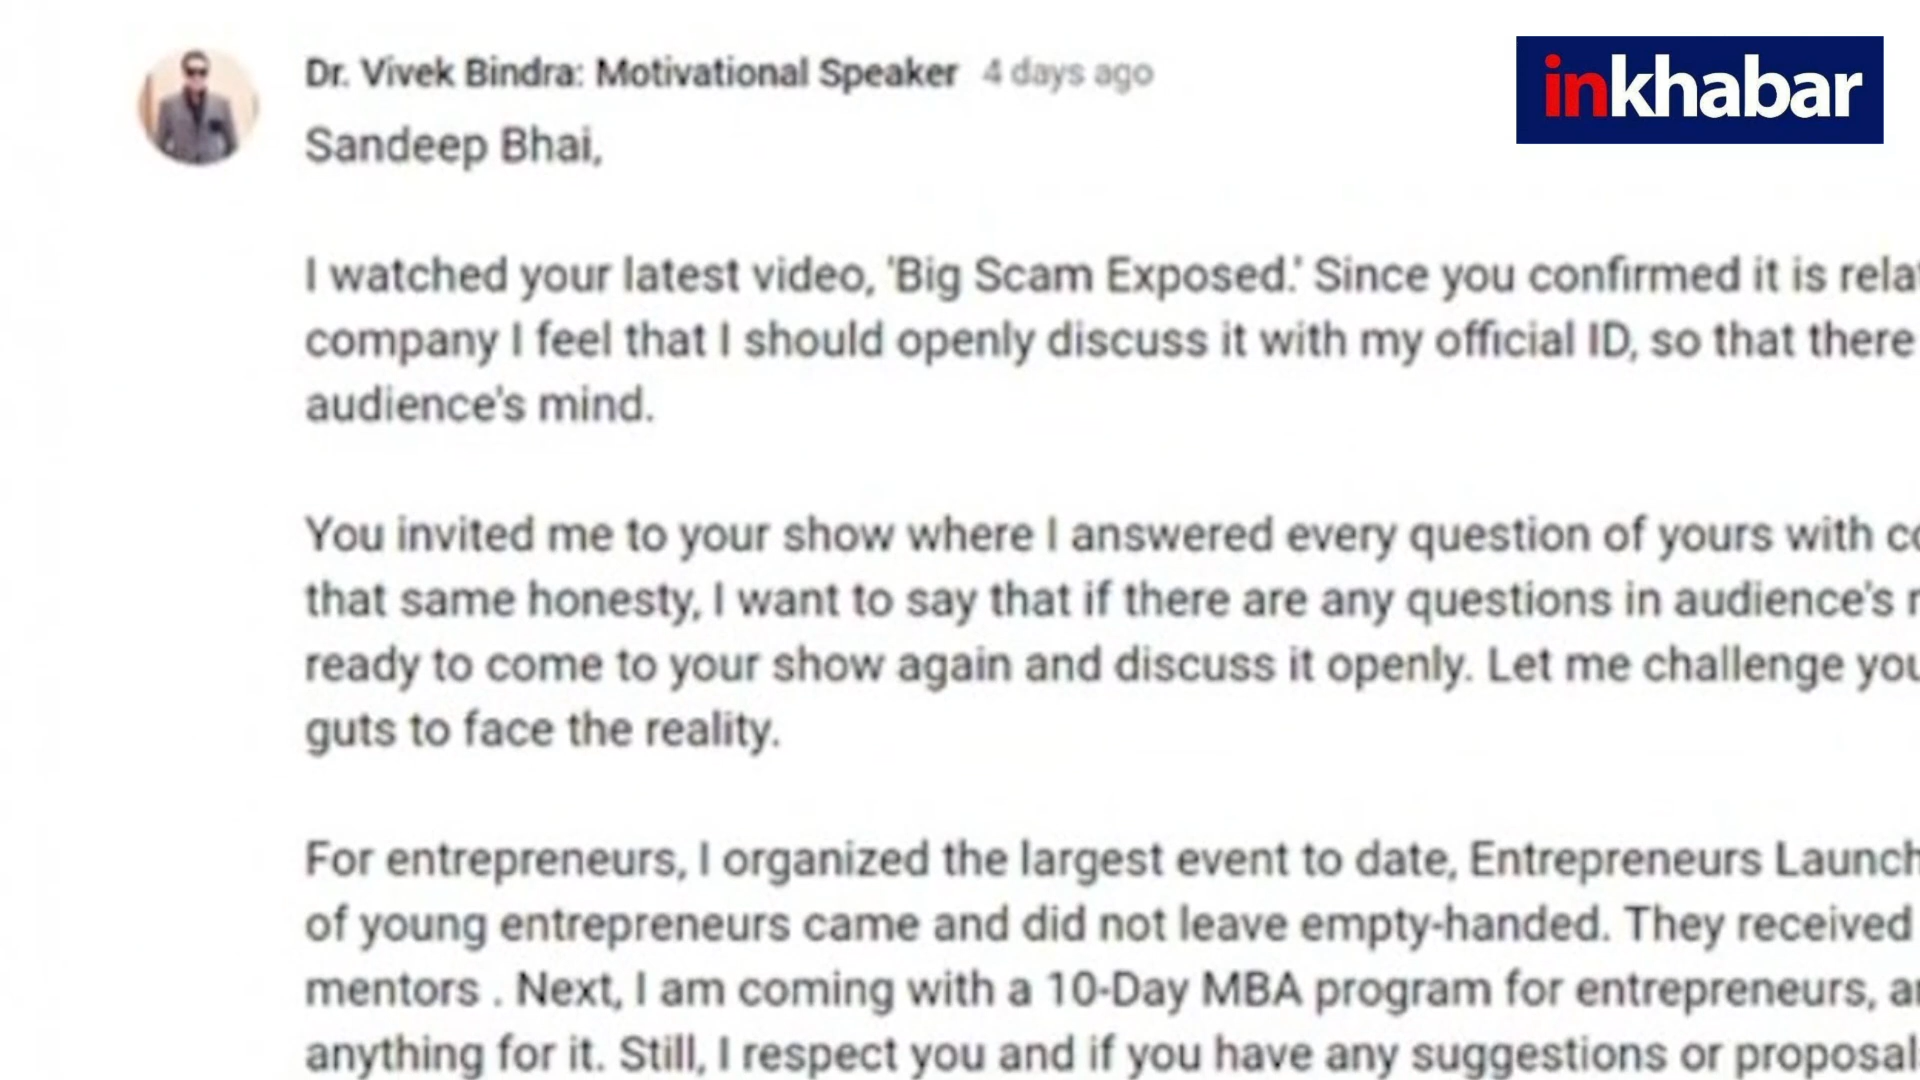 Dr. Vivek Bindra: Motivational Speaker 4 days ago
inkhabar
Sandeep Bhai,
I watched your latest video, 'Big Scam Exposed.' Since you confirmed it is
company I feel that I should openly discuss it with my official ID, so that there
audience's mind.
You invited me to your show where I answered every question of yours with
that same honesty, I want to say that if there are any questions in audience's
ready to come to your show again and discuss it openly. Let me challenge you
guts to face the reality.
For entrepreneurs, I organized the largest event to date, Entrepreneurs Launch
of young entrepreneurs came and did not leave empty-handed. They received
mentors . Next, I am coming with a 10-Day MBA program for entrepreneurs,
anything for it. Still, I respect you and if you have any suggestions or